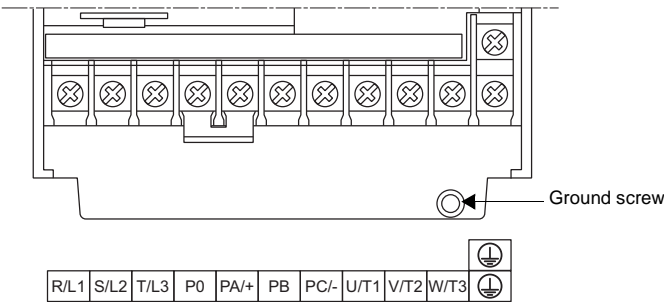 Ground screw
R/L1 S/L2 T/L3 P0 PA/+ PB PC/- U/T1 V/T2 W/T3